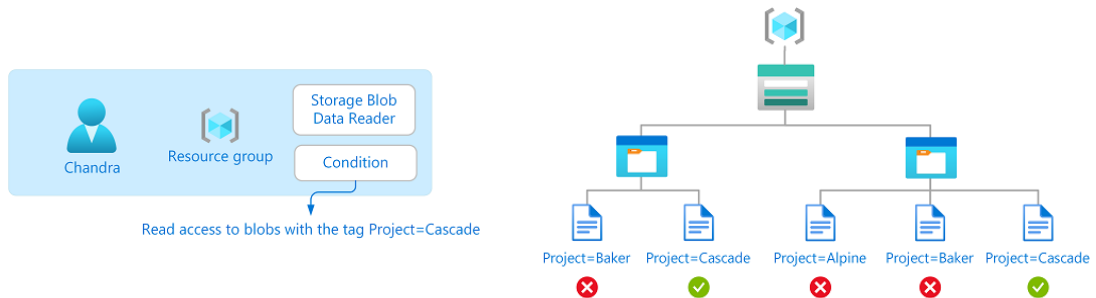 Storage Blob
Data Reader
Chandra
Resource group
Condition
Read access to blobs with the tag Project=Cascade
Project=Baker
Project=Cascade
Project=Alpine
Project=Baker
Project=Cascade